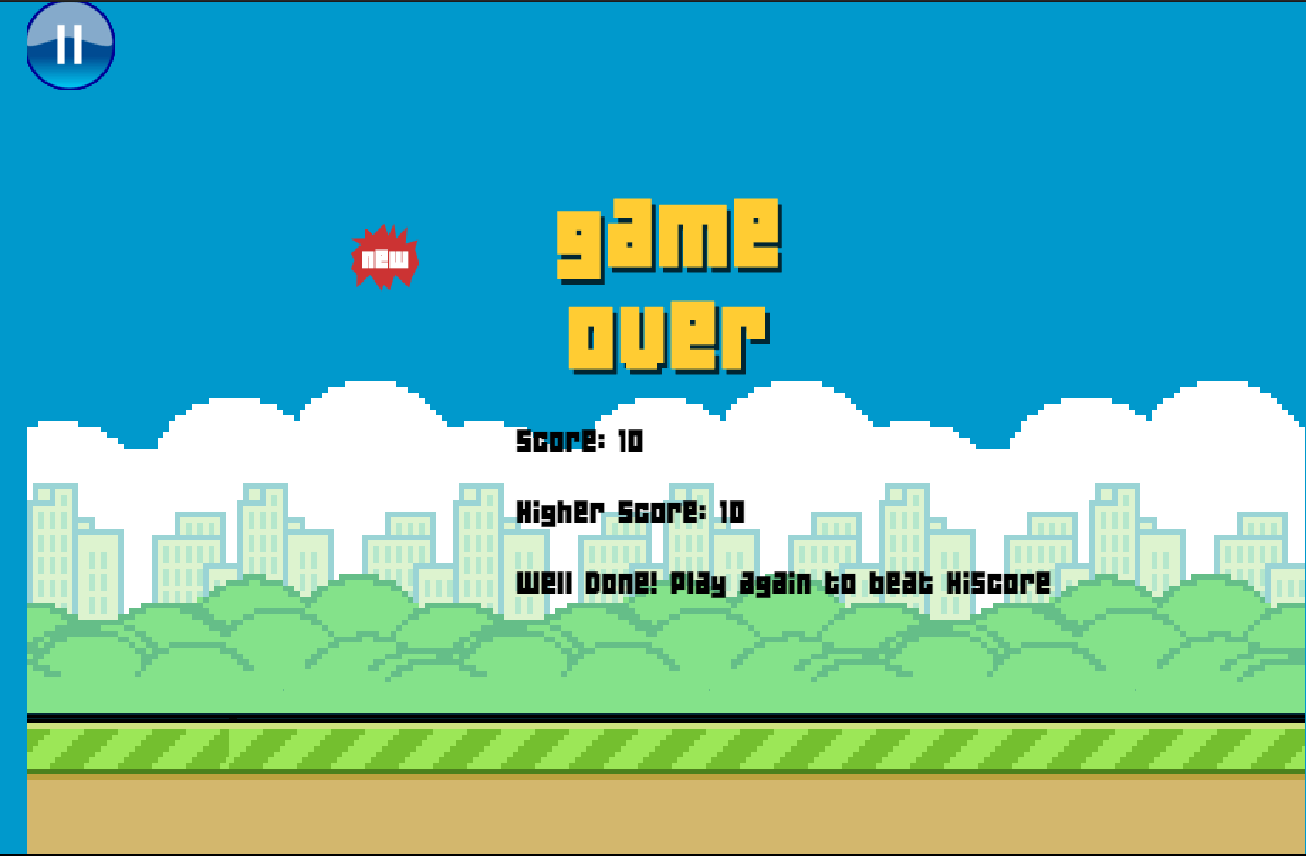 new
game
over
Score: 10
Higher Score: 10
Well Done! Play again to beat HiScore